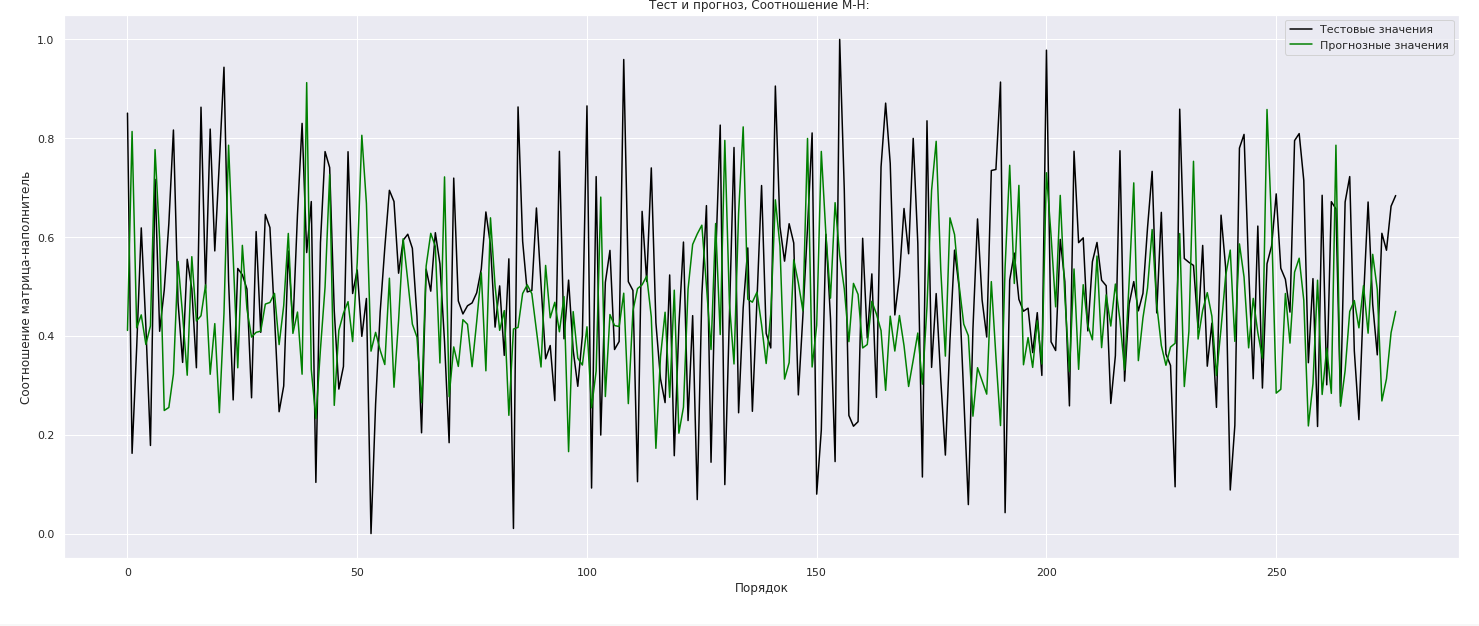 Тест и прогноз, Соотношение М-Н:
Тестовые значения
Прогнозные значения
Соотношение матрица-наполнитель
1.0
0.8
0.6
0.4
0.2
0.0
0 50 100 150 200 250
Порядок